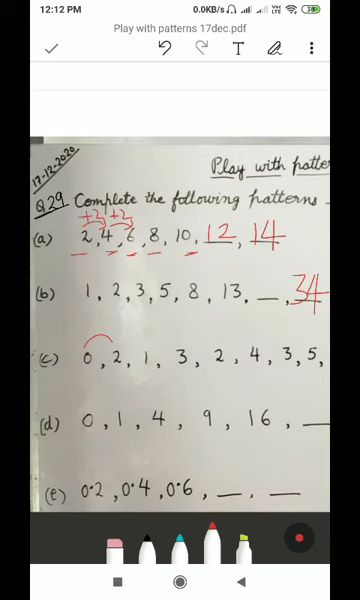 12:12 PM 0.0KB/s 38
Play with patterns 17dec.pdf
T
17-12-2020
Play with patte
Q29 Complete the following patterns -
+2 +2
(a) 2, 4, 6, 8, 10, 12, 14
(b) 1, 2, 3, 5, 8, 13, __, 34
(c) 0, 2, 1, 3, 2, 4, 3, 5,
(d) 0, 1, 4, 9, 16, __
(e) 0.2, 0.4, 0.6, __, __